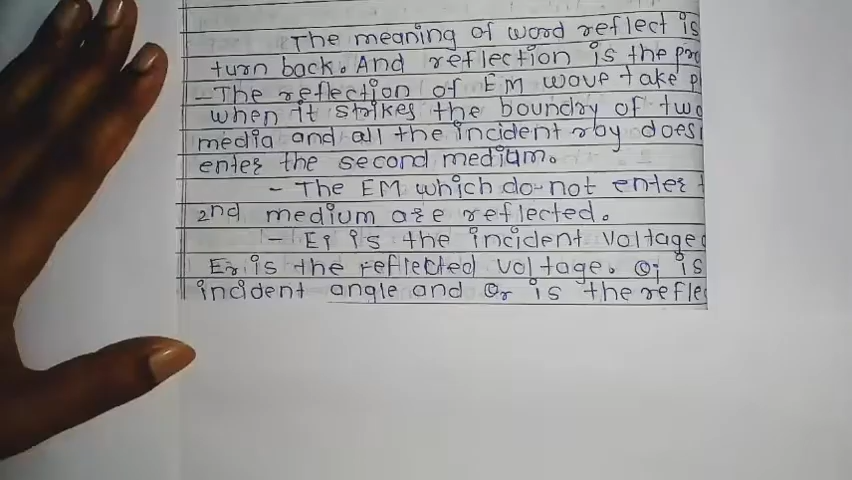 The meaning of word reflect is
turn back. And reflection is the
- The reflection of EM wave take
when it strikes the boundry of two
media and all the incident ray does
enter the second medium.
- The EM which do-not enter
2nd medium are reflected.
- Ei is the incident voltage
Er is the reflected voltage. Θi is
incident angle and Θr is the